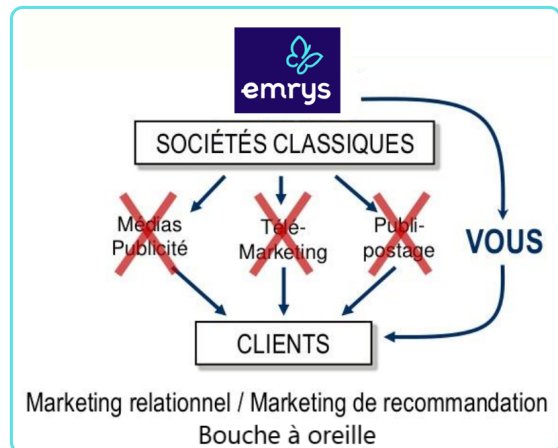 emrys
SOCIÉTÉS CLASSIQUES
Médias
Publicité
Télé-
Marketing
Publi-
postage
VOUS
CLIENTS
Marketing relationnel / Marketing de recommandation
Bouche à oreille